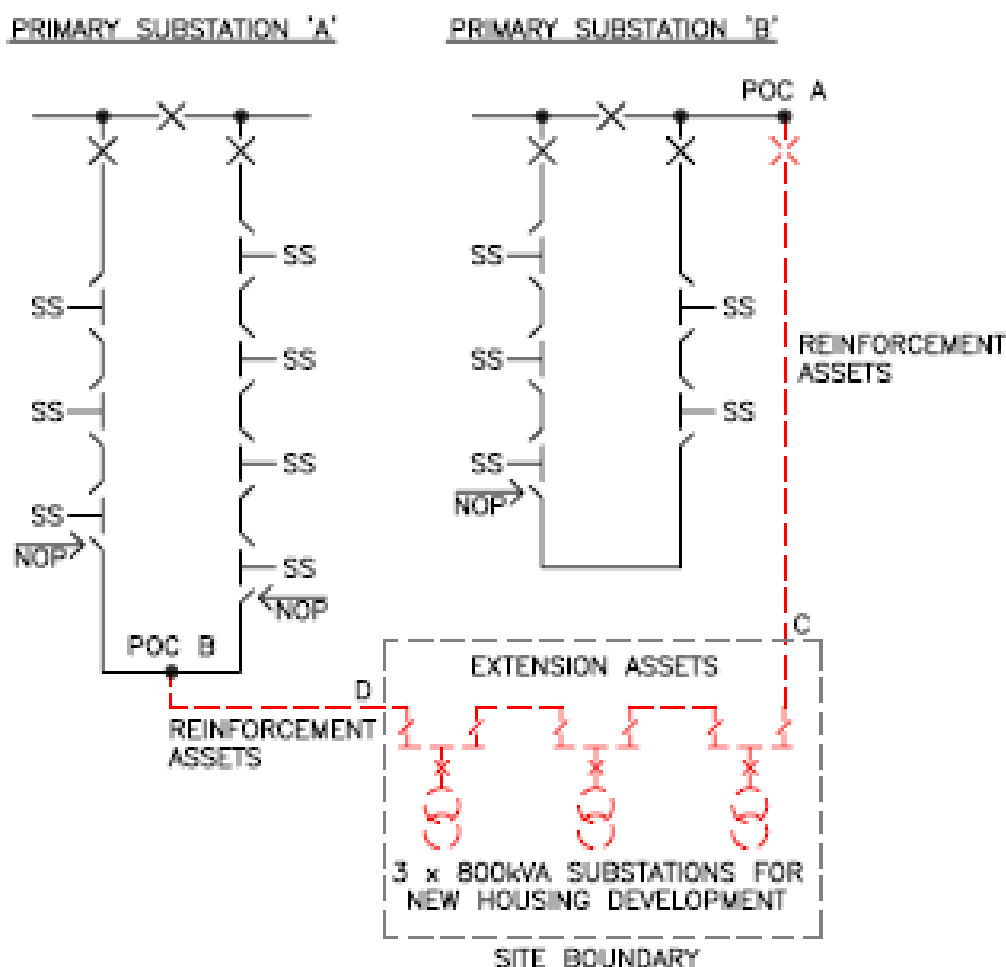 PRIMARY SUBSTATION 'A'
PRIMARY SUBSTATION 'B'
POC A
SS
SS
SS
SS
SS
SS
SS
NOP
NOP
SS
SS
SS
SS
SS
NOP
REINFORCEMENT
ASSETS
C
POC B
D
REINFORCEMENT
ASSETS
EXTENSION ASSETS
3 x 800kVA SUBSTATIONS FOR
NEW HOUSING DEVELOPMENT
SITE BOUNDARY